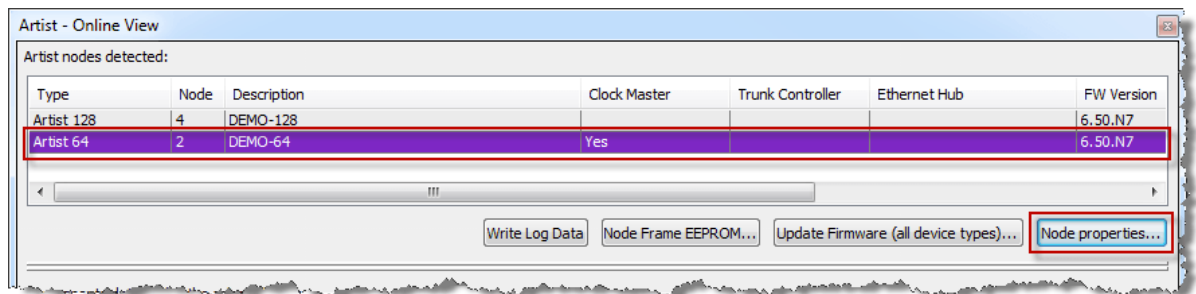 Artist - Online View
Artist nodes detected:
Type Node Description Clock Master Trunk Controller Ethernet Hub FW Version
Artist 128 4 DEMO-128 6.50.N7
Artist 64 2 DEMO-64 Yes 6.50.N7
Write Log Data Node Frame EEPROM... Update Firmware (all device types)... Node properties...